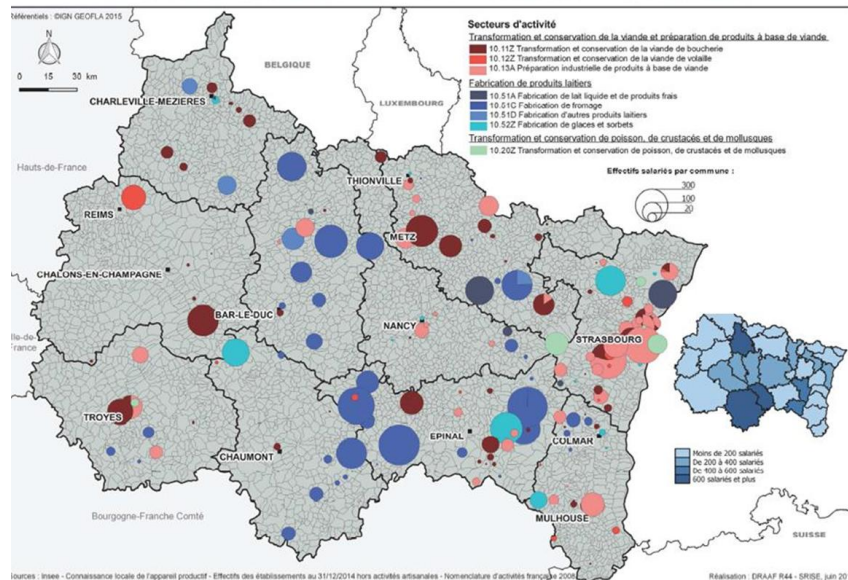 Référentiels : ©IGN GEOFLA 2015
N
0 15 30 km
BELGIQUE
LUXEMBOURG
Secteurs d'activité
Transformation et conservation de la viande et préparation de produits à base de viande
10.11Z Transformation et conservation de la viande de boucherie
10.12Z Transformation et conservation de la viande de volaille
10.13A Préparation industrielle de produits à base de viande
Fabrication de produits laitiers
10.51A Fabrication de lait liquide et de produits frais
10.51C Fabrication de fromage
10.51D Fabrication d'autres produits laitiers
10.52Z Fabrication de glaces et sorbets
Transformation et conservation de poisson, de crustacés et de mollusques
10.20Z Transformation et conservation de poisson, de crustacés et de mollusques
Effectifs salariés par commune :
300
100
20
CHARLEVILLE-MEZIERES
Hauts-de-France
THIONVILLE
REIMS
METZ
CHALONS-EN-CHAMPAGNE
BAR-LE-DUC
NANCY
STRASBOURG
Ile-de-
France
TROYES
EPINAL
COLMAR
CHAUMONT
MULHOUSE
Bourgogne-Franche Comté
SUISSE
Moins de 200 salariés
De 200 à 400 salariés
De 400 à 600 salariés
600 salariés et plus
Sources : Insee - Connaissance locale de l'appareil productif - Effectifs des établissements au 31/12/2014 hors activités artisanales - Nomenclature d'activités française 2008
Réalisation : DRAAF R44 - SRISE, juin